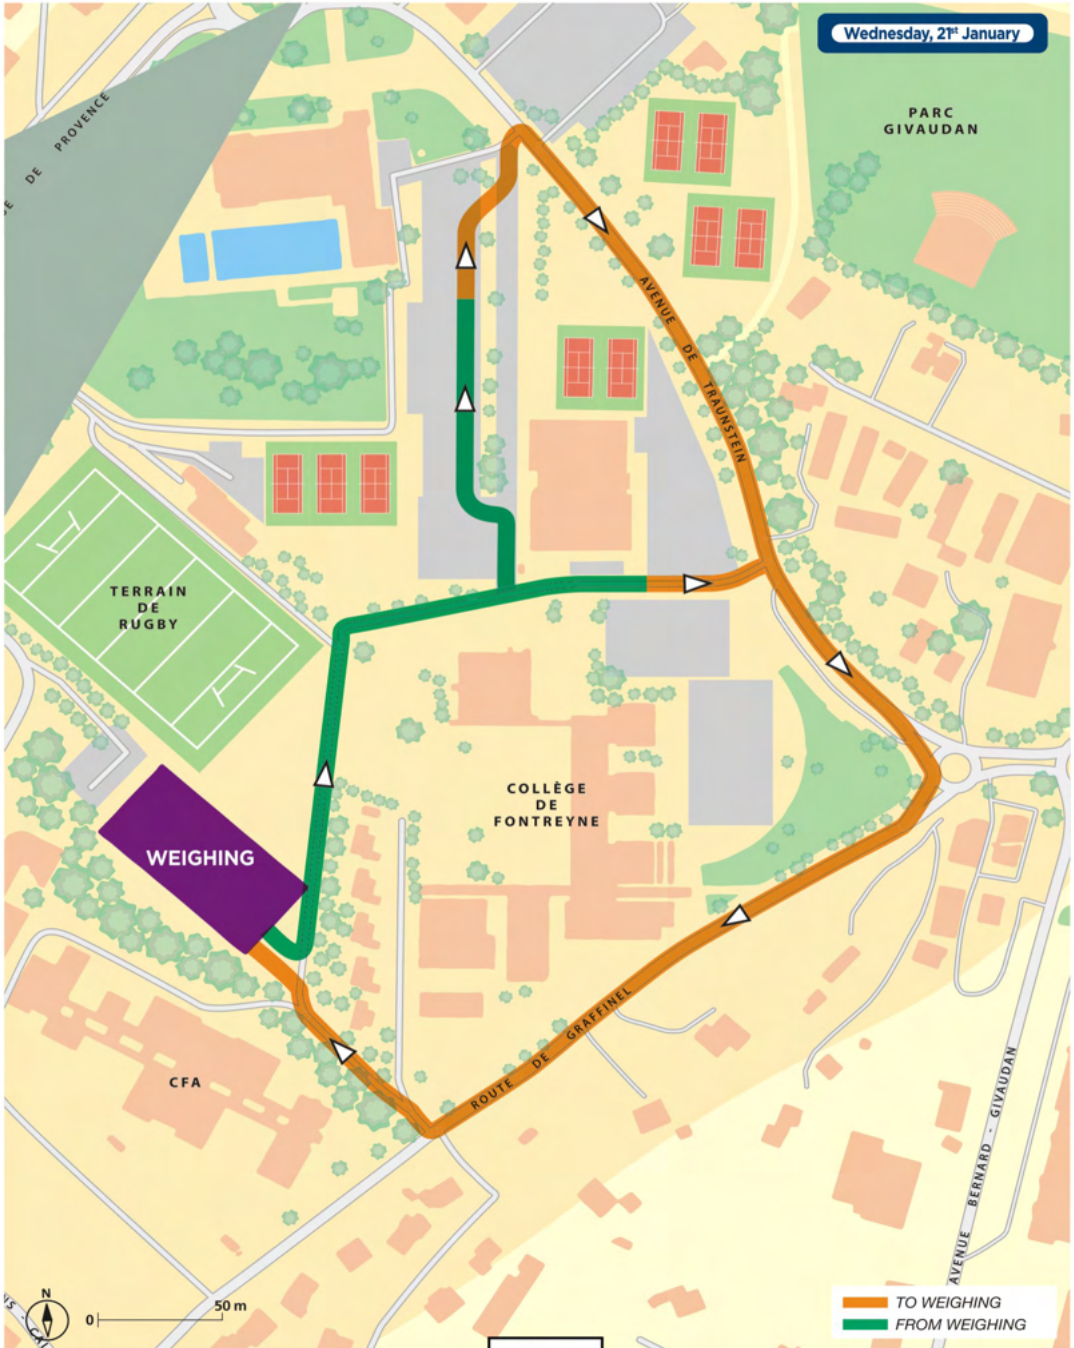 Wednesday, 21st January
DE PROVENCE
PARC
GIVAUDAN
AVENUE DE TRAUNSTEIN
TERRAIN
DE
RUGBY
COLLÈGE
DE
FONTREYNE
WEIGHING
ROUTE DE GRAFFINEL
CFA
AVENUE BERNARD - GIVAUDAN
N
0 50 m
TO WEIGHING
FROM WEIGHING